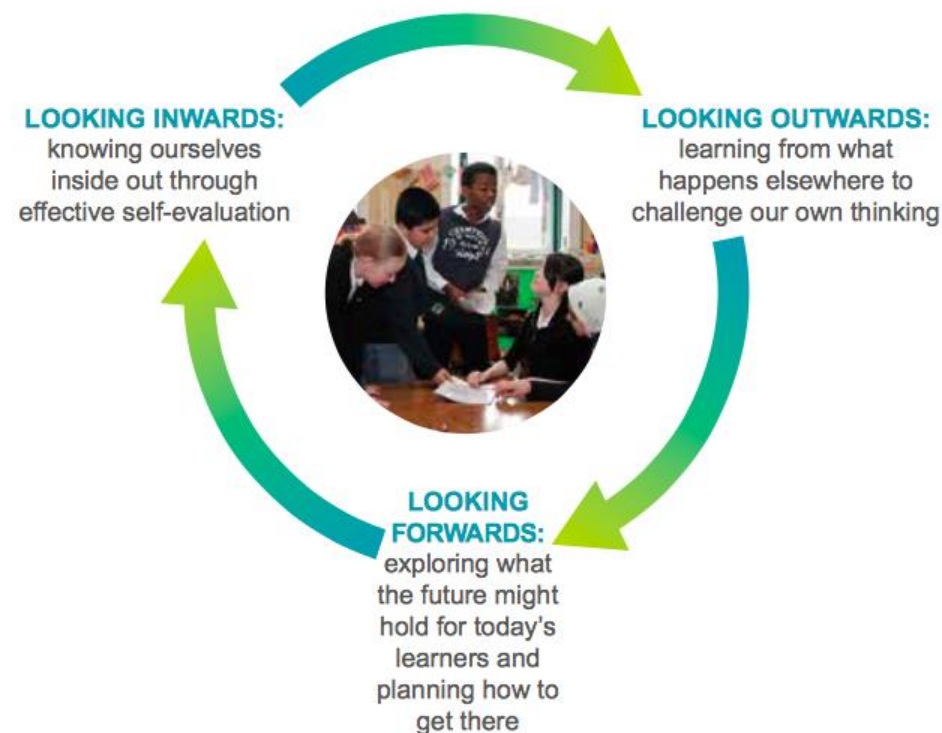 LOOKING INWARDS:
knowing ourselves
inside out through
effective self-evaluation
LOOKING OUTWARDS:
learning from what
happens elsewhere to
challenge our own thinking
LOOKING
FORWARDS:
exploring what
the future might
hold for today's
learners and
planning how to
get there